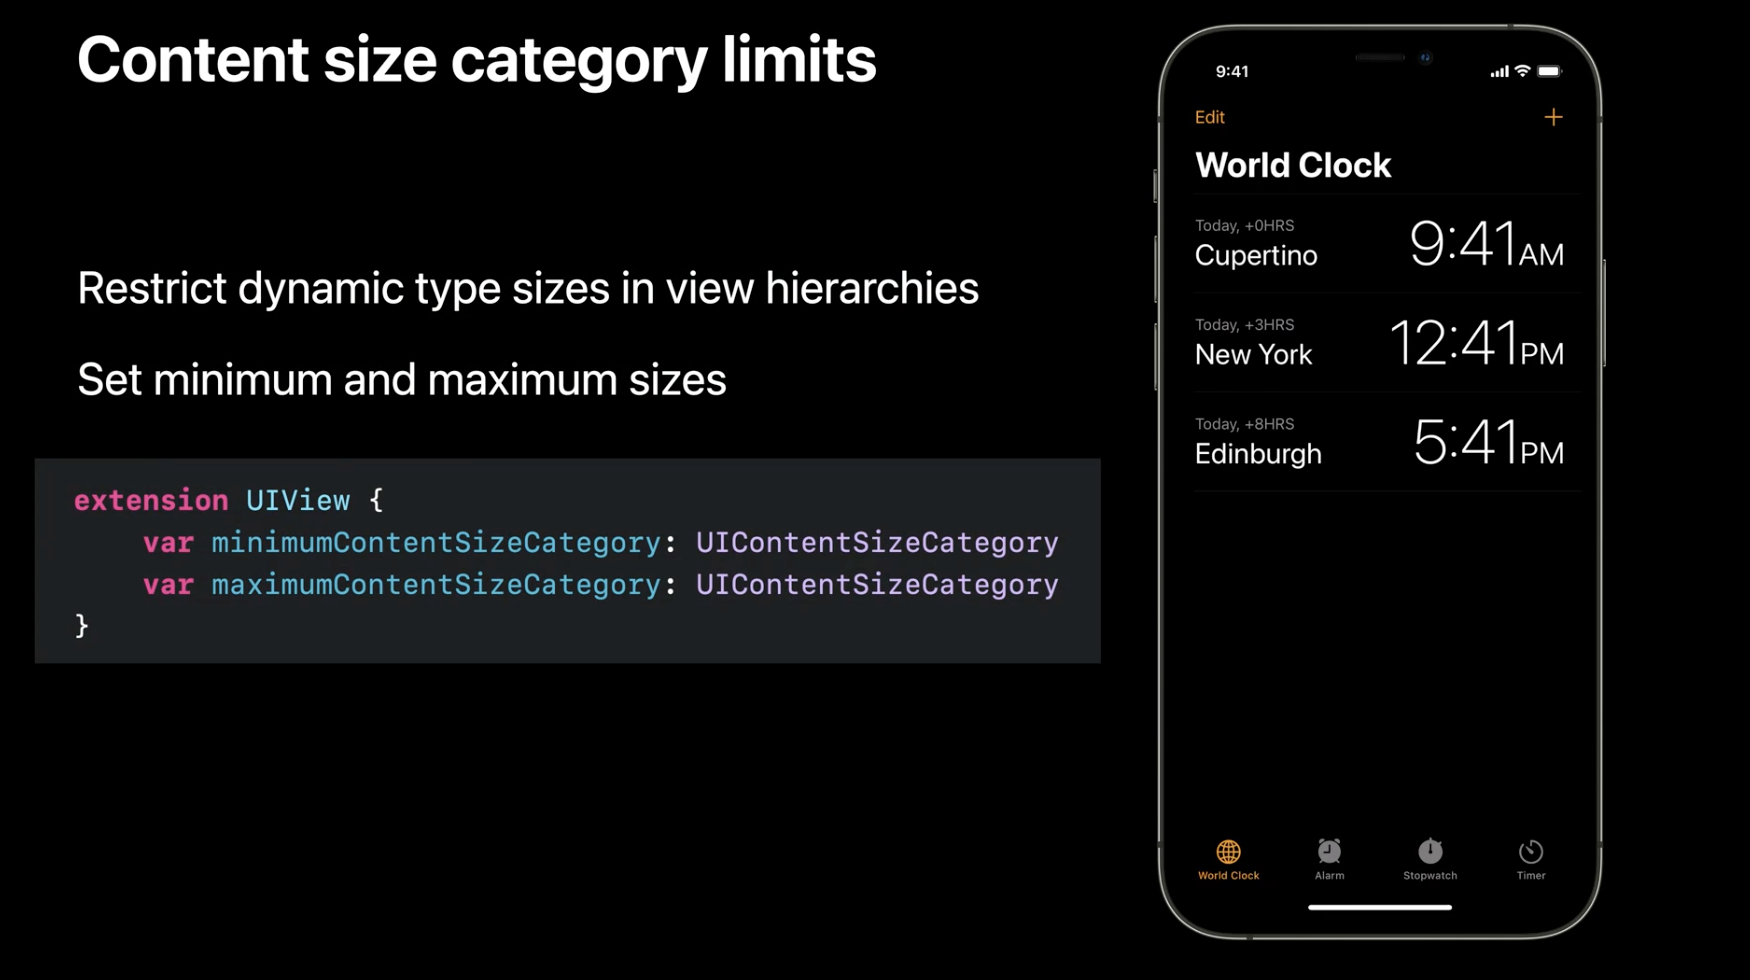 Content size category limits
Restrict dynamic type sizes in view hierarchies
Set minimum and maximum sizes
extension UIView {
    var minimumContentSizeCategory: UIContentSizeCategory
    var maximumContentSizeCategory: UIContentSizeCategory
}
9:41
Edit
+
World Clock
Today, +0HRS
Cupertino
9:41AM
Today, +3HRS
New York
12:41PM
Today, +8HRS
Edinburgh
5:41PM
World Clock
Alarm
Stopwatch
Timer